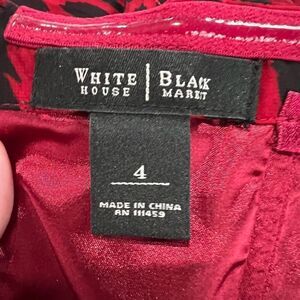 WHITE BLACK
HOUSE MARKET
4
MADE IN CHINA
RN 111459